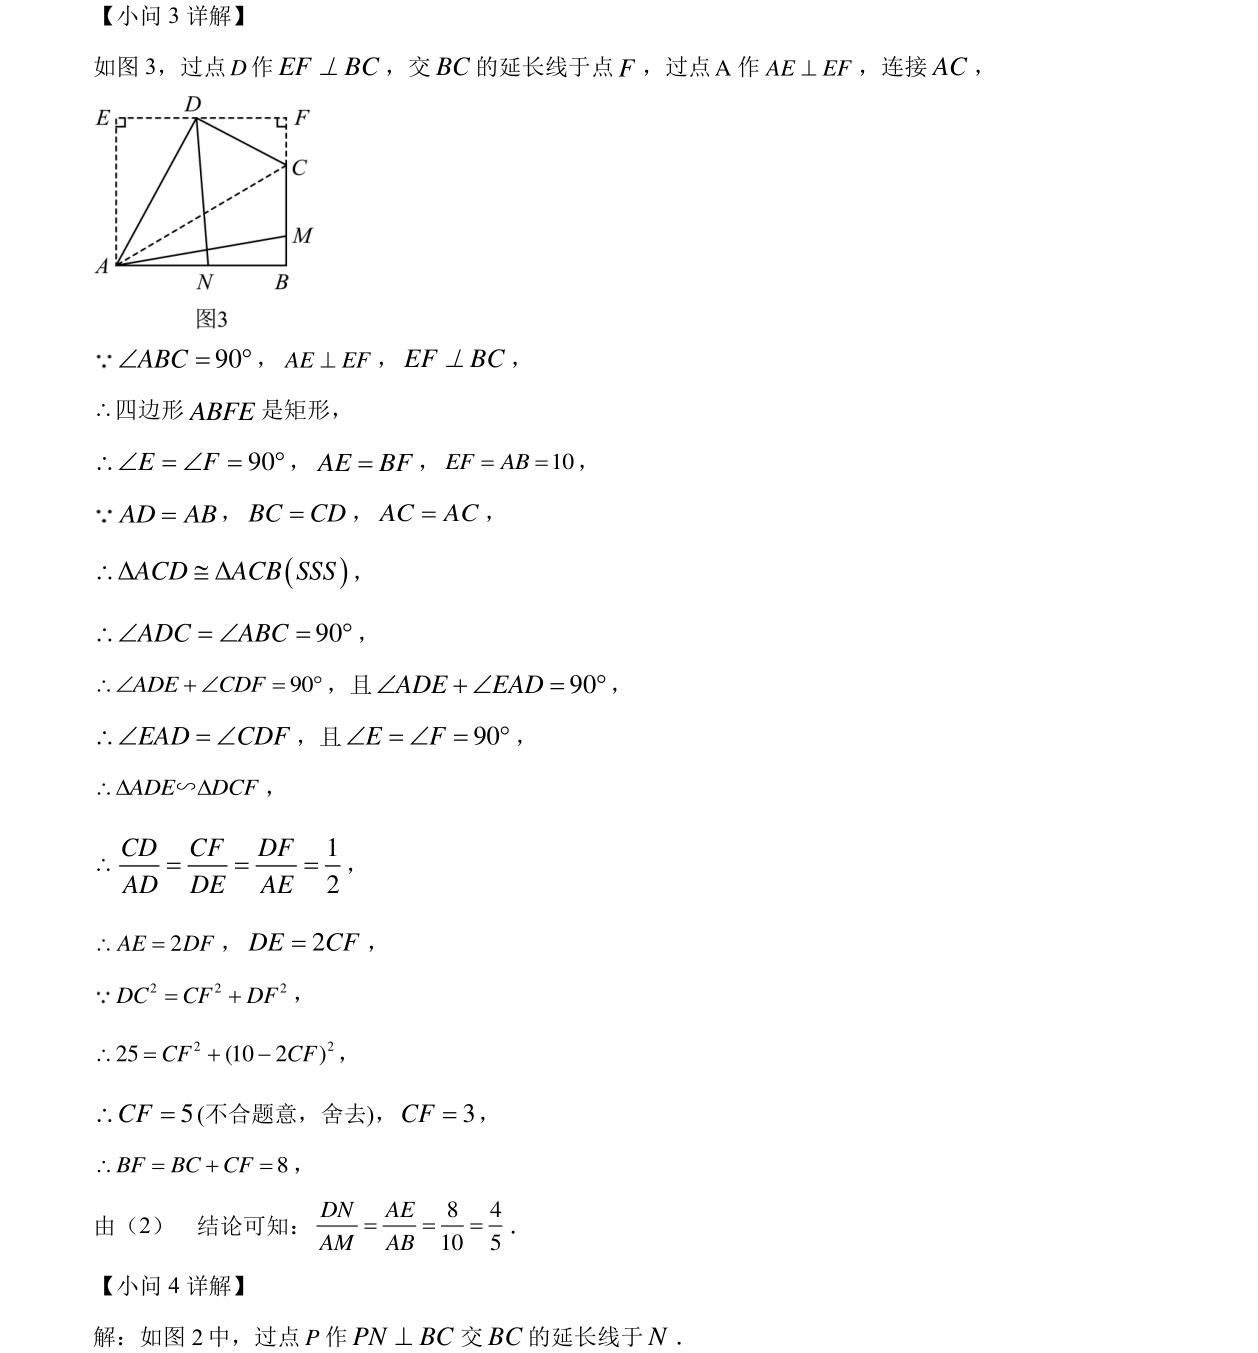 【小问 3 详解】
如图 3，过点 D 作 EF ⊥ BC，交 BC 的延长线于点 F，过点 A 作 AE ⊥ EF，连接 AC，
E D F
C
M
A N B
图3
∵∠ABC = 90°，AE ⊥ EF，EF ⊥ BC，
∴四边形 ABFE 是矩形，
∴∠E = ∠F = 90°，AE = BF，EF = AB = 10，
∵AD = AB，BC = CD，AC = AC，
∴ΔACD ≅ ΔACB(SSS)，
∴∠ADC = ∠ABC = 90°，
∴∠ADE + ∠CDF = 90°，且∠ADE + ∠EAD = 90°，
∴∠EAD = ∠CDF，且∠E = ∠F = 90°，
∴ΔADE∽ΔDCF，
∴CD/AD = CF/DE = DF/AE = 1/2，
∴AE = 2DF，DE = 2CF，
∵DC² = CF² + DF²，
∴25 = CF² + (10 − 2CF)²，
∴CF = 5(不合题意，舍去)，CF = 3，
∴BF = BC + CF = 8，
由（2） 结论可知：DN/AM = AE/AB = 8/10 = 4/5．
【小问 4 详解】
解：如图 2 中，过点 P 作 PN ⊥ BC 交 BC 的延长线于 N．